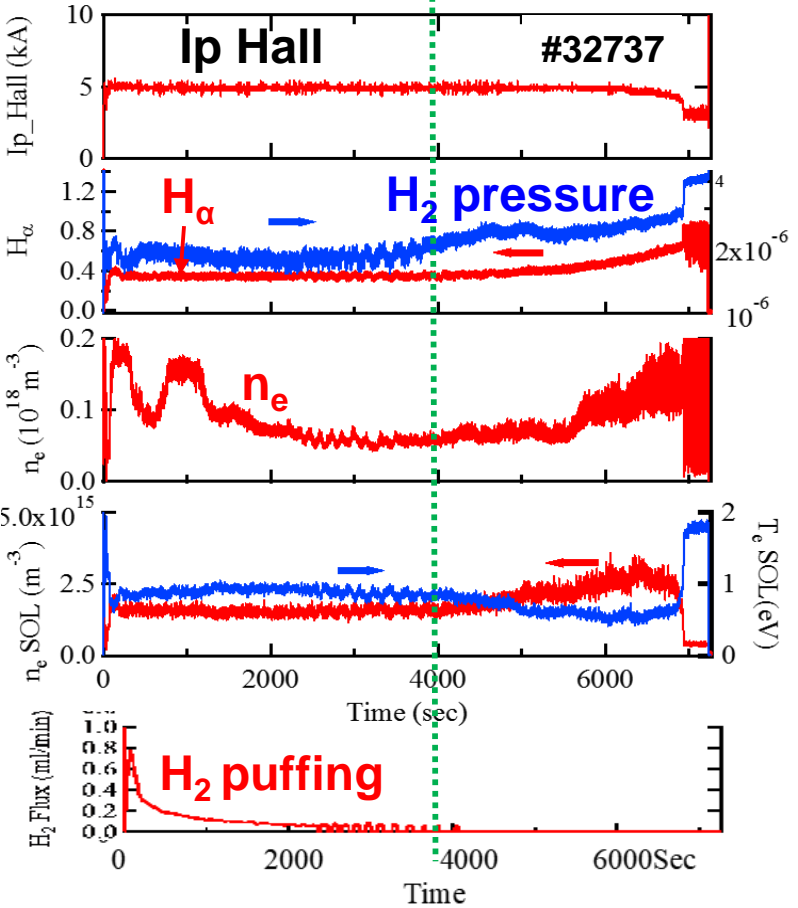 10
Ip Hall
#32737
5
0
Ip_Hall (kA)
1.2
0.8
0.4
0.0
Hα
Hα
H2 pressure
4
2x10^-6
10^-6
0.2
0.1
0.0
ne (10^18 m^-3)
ne
5.0x10^15
2.5
0.0
ne SOL (m^-3)
2
1
0
Te SOL(eV)
2000
4000
6000
Time (sec)
1.0
0.8
0.6
0.4
0.2
0.0
H2 Flux (ml/min)
H2 puffing
0
2000
4000
6000Sec
Time